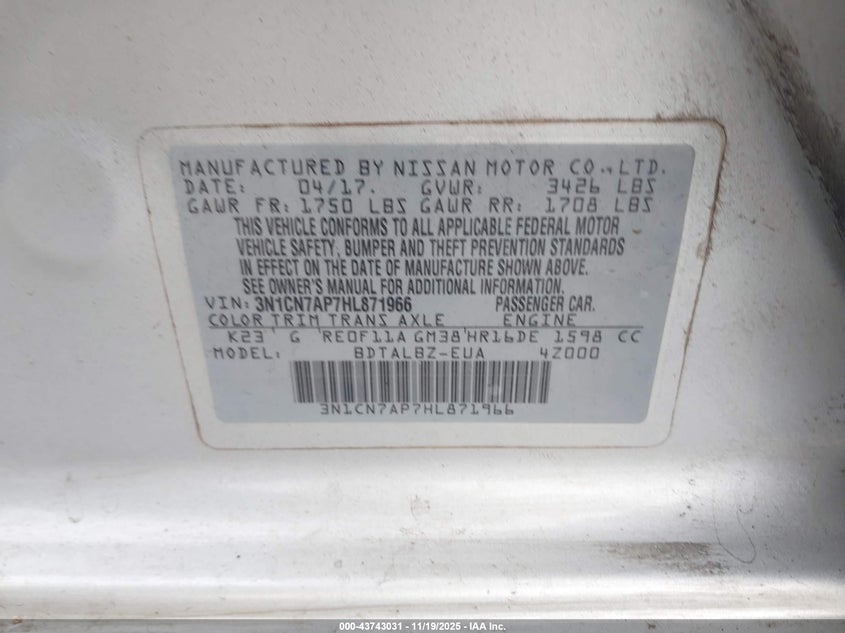 MANUFACTURED BY NISSAN MOTOR CO., LTD.
DATE: 04/17. GVWR: 3426 LBS
GAWR FR: 1750 LBS GAWR RR: 1708 LBS
THIS VEHICLE CONFORMS TO ALL APPLICABLE FEDERAL MOTOR
VEHICLE SAFETY, BUMPER AND THEFT PREVENTION STANDARDS
IN EFFECT ON THE DATE OF MANUFACTURE SHOWN ABOVE.
SEE OWNER'S MANUAL FOR ADDITIONAL INFORMATION.
VIN: 3N1CN7AP7HL871966 PASSENGER CAR.
COLOR TRIM TRANS AXLE ENGINE
K23' G 'RE0F11A GM38'HR16DE 1598 CC
MODEL: BDTALBZ-EUA 4Z000
3N1CN7AP7HL871966
000-43743031 - 11/19/2025 - IAA Inc.